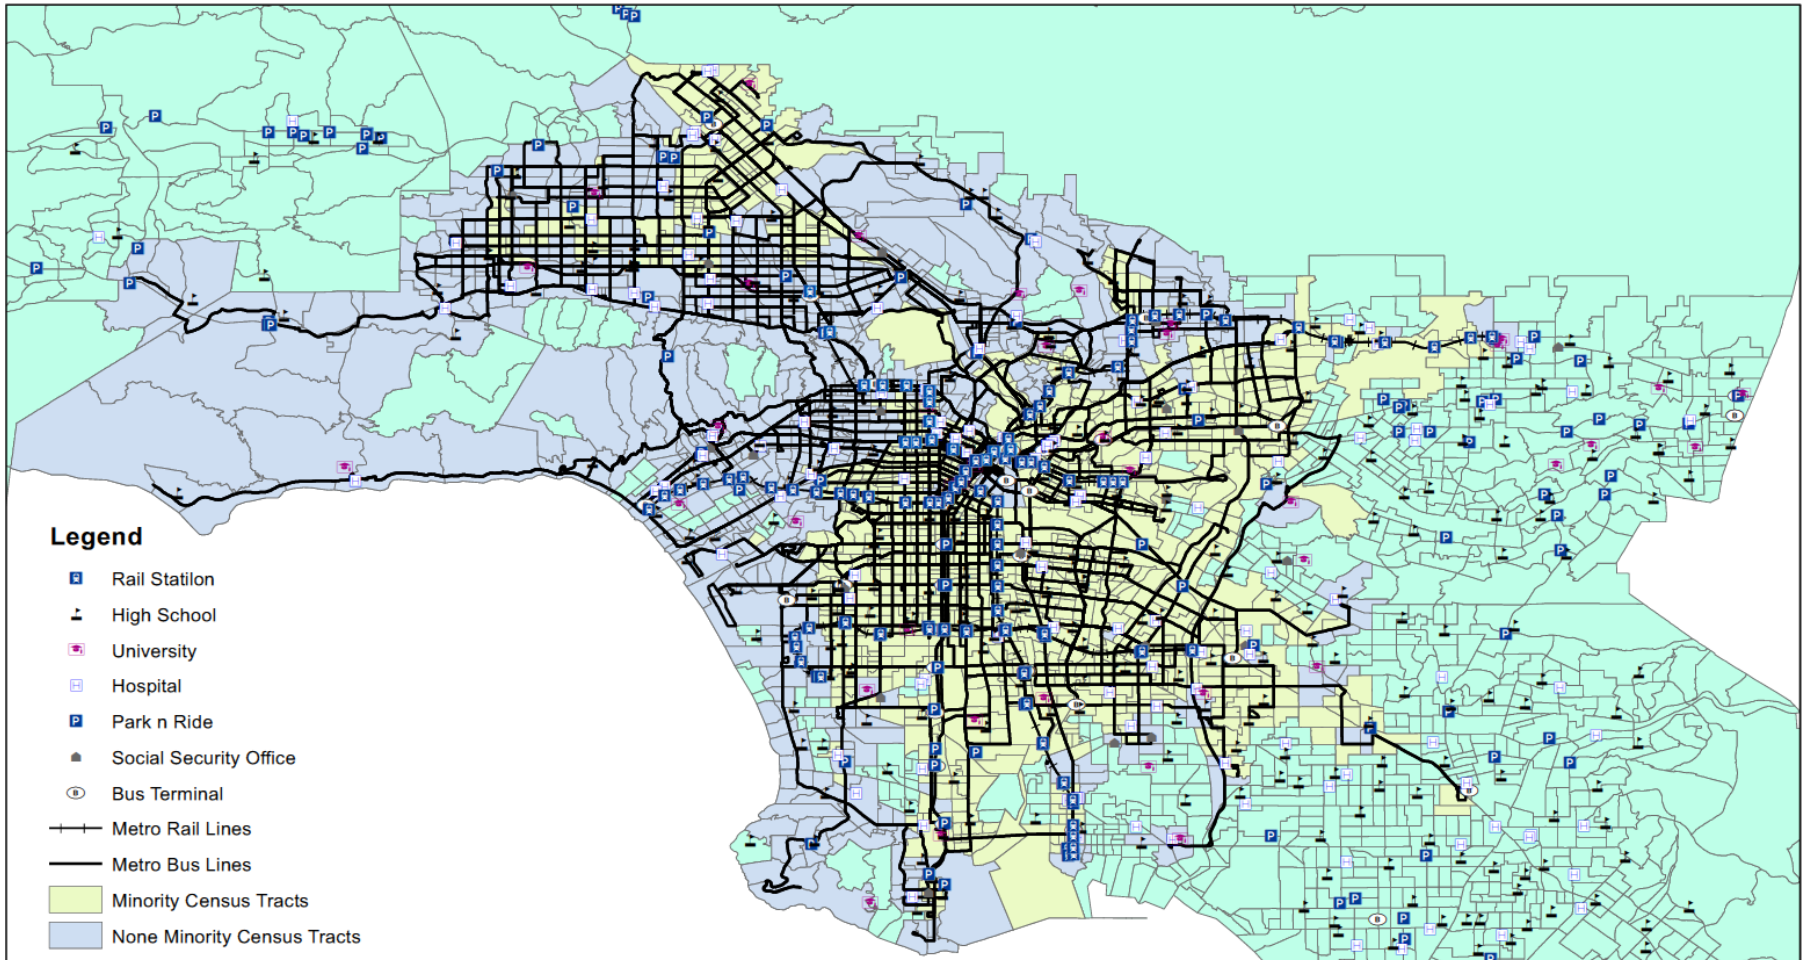 Legend
Rail Statilon
High School
University
Hospital
Park n Ride
Social Security Office
Bus Terminal
Metro Rail Lines
Metro Bus Lines
Minority Census Tracts
None Minority Census Tracts